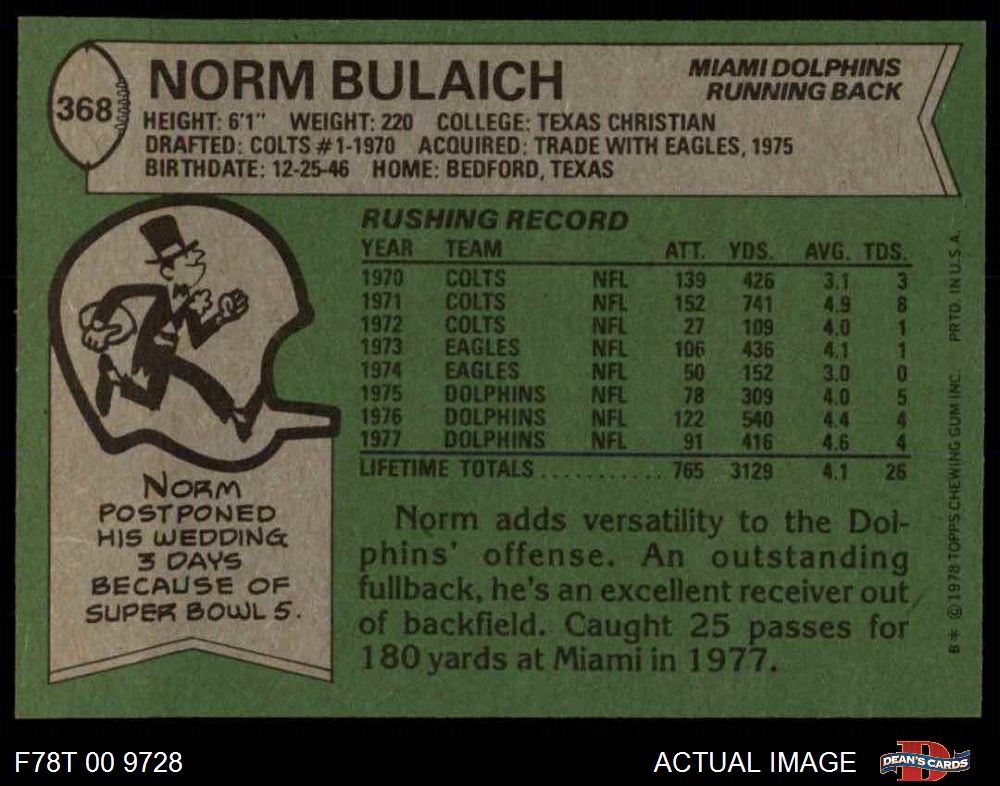 368
NORM BULAICH
MIAMI DOLPHINS
RUNNING BACK
HEIGHT: 6'1" WEIGHT: 220 COLLEGE: TEXAS CHRISTIAN
DRAFTED: COLTS #1-1970 ACQUIRED: TRADE WITH EAGLES, 1975
BIRTHDATE: 12-25-46 HOME: BEDFORD, TEXAS
RUSHING RECORD
YEAR TEAM ATT. YDS. AVG. TDS.
1970 COLTS NFL 139 426 3.1 3
1971 COLTS NFL 152 741 4.9 8
1972 COLTS NFL 27 109 4.0 1
1973 EAGLES NFL 106 436 4.1 1
1974 EAGLES NFL 50 152 3.0 0
1975 DOLPHINS NFL 78 309 4.0 5
1976 DOLPHINS NFL 122 540 4.4 4
1977 DOLPHINS NFL 91 416 4.6 4
LIFETIME TOTALS ........... 765 3129 4.1 26
NORM
POSTPONED
HIS WEDDING
3 DAYS
BECAUSE OF
SUPER BOWL 5.
Norm adds versatility to the Dol-
phins' offense. An outstanding
fullback, he's an excellent receiver out
of backfield. Caught 25 passes for
180 yards at Miami in 1977.
B* © 1978 TOPPS CHEWING GUM INC. PRTD. IN U.S.A.
F78T 00 9728
ACTUAL IMAGE
D
DEAN'S CARDS